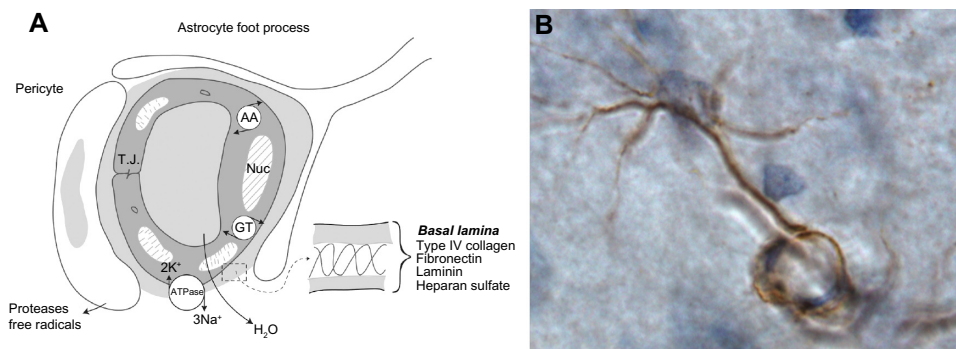 A
Astrocyte foot process
B
Pericyte
AA
T.J.
Nuc
GT
2K⁺
ATPase
3Na⁺
H₂O
Proteases
free radicals
Basal lamina
Type IV collagen
Fibronectin
Laminin
Heparan sulfate